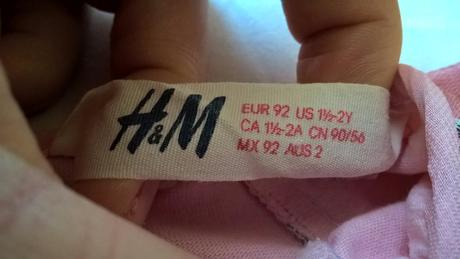 H&M
EUR 92 US 1½-2Y
CA 1½-2A CN 90/56
MX 92 AUS 2